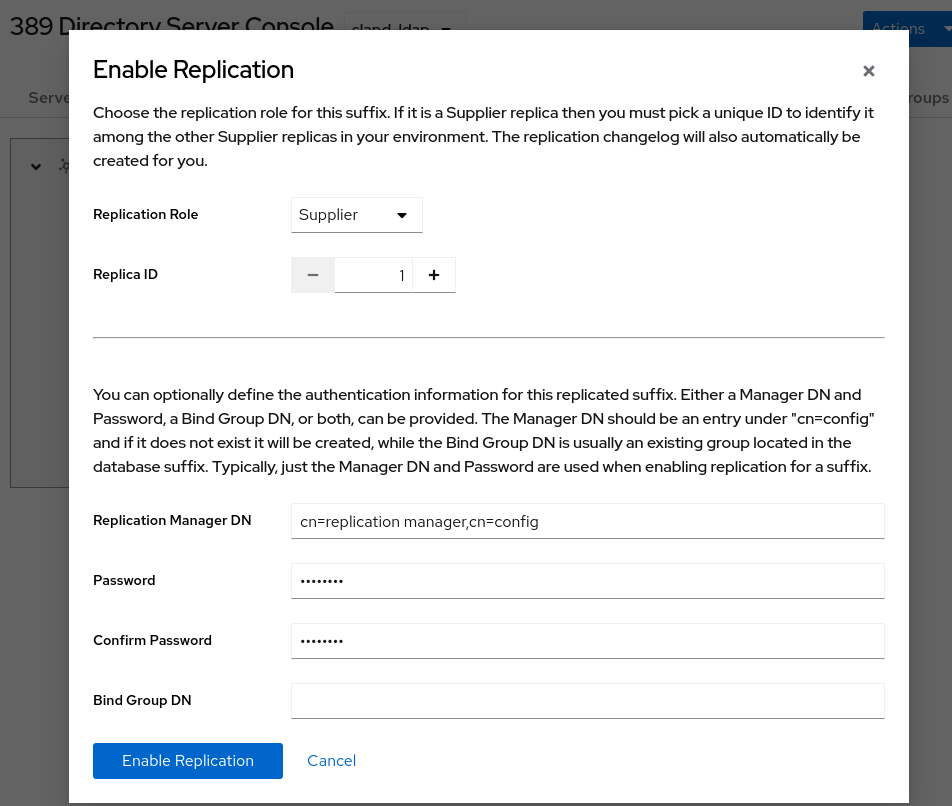 389 Directory Server Console
Actions
Enable Replication
Choose the replication role for this suffix. If it is a Supplier replica then you must pick a unique ID to identify it
among the other Supplier replicas in your environment. The replication changelog will also automatically be
created for you.
Replication Role
Supplier
Replica ID
1
You can optionally define the authentication information for this replicated suffix. Either a Manager DN and
Password, a Bind Group DN, or both, can be provided. The Manager DN should be an entry under "cn=config"
and if it does not exist it will be created, while the Bind Group DN is usually an existing group located in the
database suffix. Typically, just the Manager DN and Password are used when enabling replication for a suffix.
Replication Manager DN
cn=replication manager,cn=config
Password
••••••••
Confirm Password
••••••••
Bind Group DN
Enable Replication
Cancel